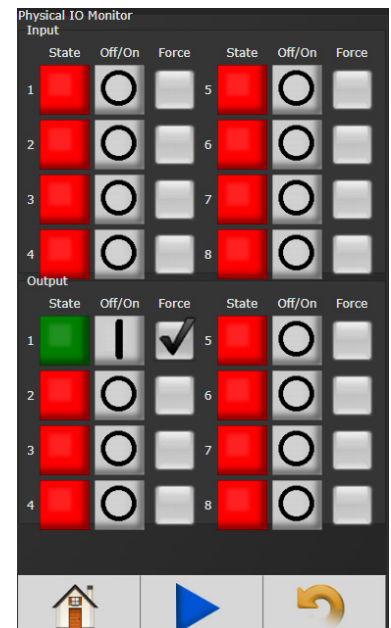 Physical IO Monitor
Input
State Off/On Force State Off/On Force
1 5
2 6
3 7
4 8
Output
State Off/On Force State Off/On Force
1 5
2 6
3 7
4 8